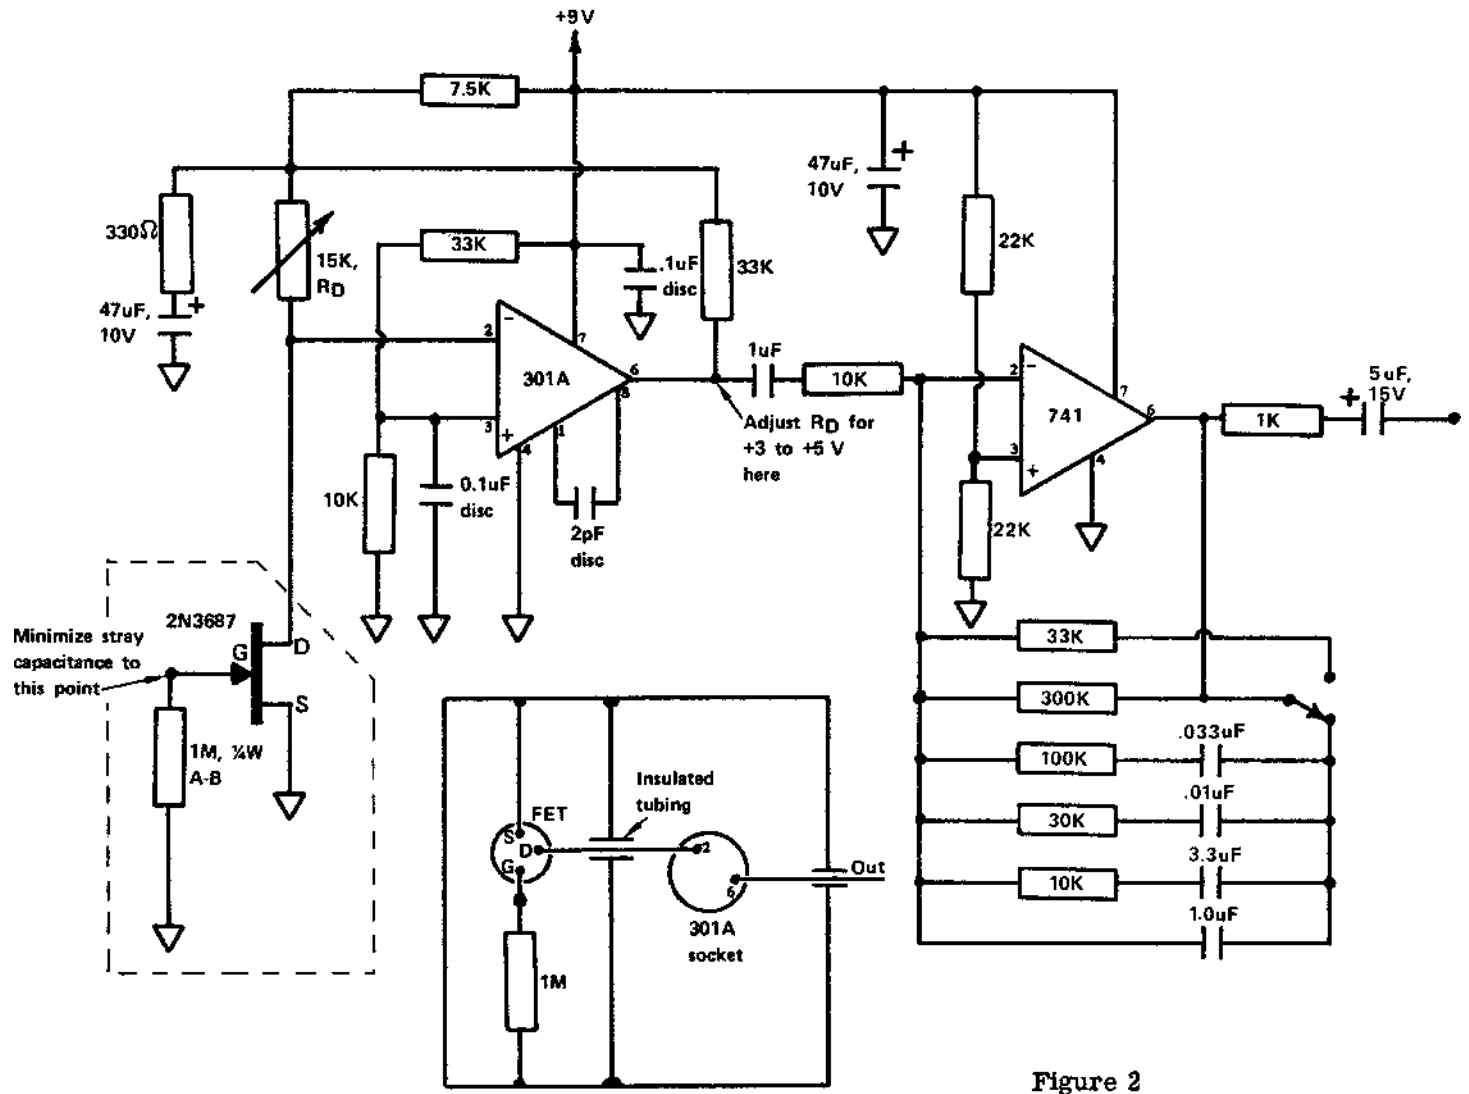 +9V
7.5K
330Ω
47uF,
10V
15K,
RD
33K
.1uF
disc
33K
47uF,
10V
22K
2
-
7
301A
6
8
3
+
4
1
1uF
10K
2
-
7
741
6
3
+
4
1K
+
5uF,
15V
Adjust RD for
+3 to +5 V
here
10K
0.1uF
disc
2pF
disc
22K
2N3687
Minimize stray
capacitance to
this point
G
D
S
1M, ¼W
A-B
33K
300K
.033uF
100K
.01uF
30K
3.3uF
10K
1.0uF
Insulated
tubing
FET
S
D
G
2
6
Out
301A
socket
1M
Figure 2